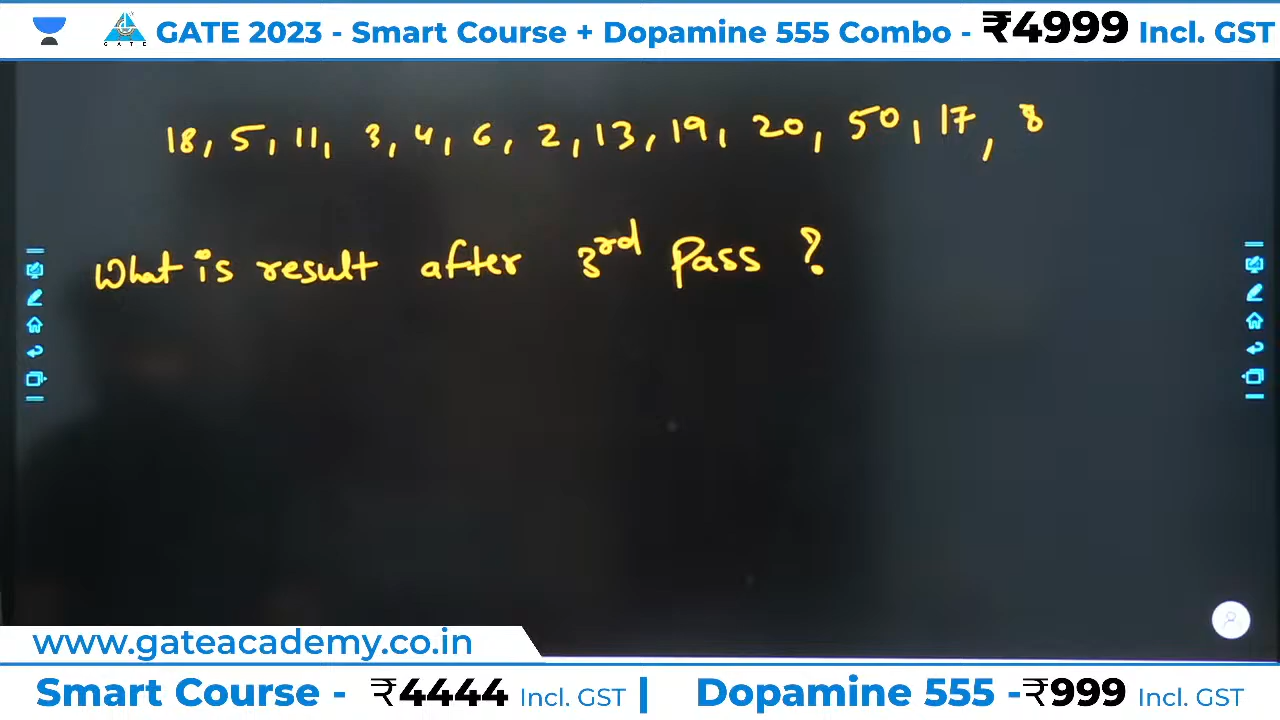 GATE 2023 - Smart Course + Dopamine 555 Combo - ₹4999 Incl. GST
GATE
18, 5, 11, 3, 4, 6, 2, 13, 19, 20, 50, 17, 8
What is result after 3rd Pass ?
www.gateacademy.co.in
Smart Course - ₹4444 Incl. GST | Dopamine 555 -₹999 Incl. GST